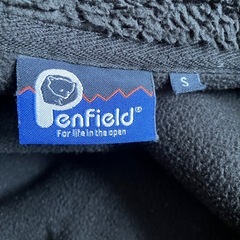 Penfield®
For life in the open
S